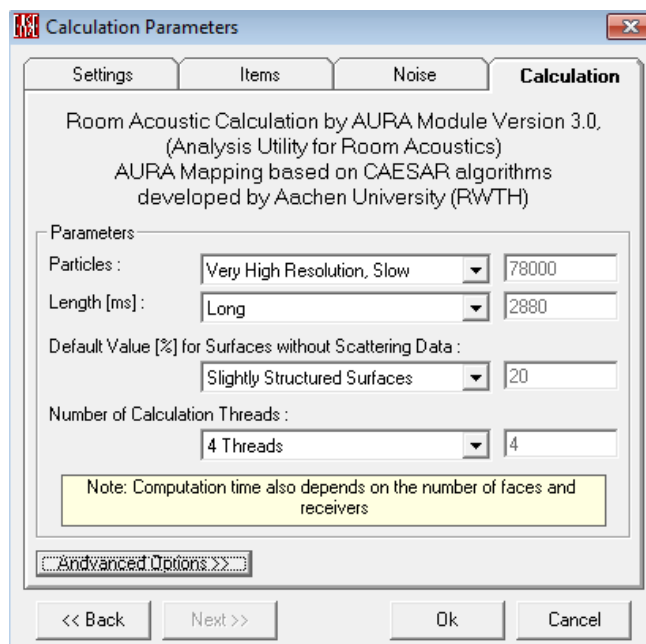 Calculation Parameters
Settings Items Noise Calculation
Room Acoustic Calculation by AURA Module Version 3.0,
(Analysis Utility for Room Acoustics)
AURA Mapping based on CAESAR algorithms
developed by Aachen University (RWTH)
Parameters
Particles : Very High Resolution, Slow 78000
Length [ms] : Long 2880
Default Value [%] for Surfaces without Scattering Data :
Slightly Structured Surfaces 20
Number of Calculation Threads :
4 Threads 4
Note: Computation time also depends on the number of faces and
receivers
Andvanced Options >>
<< Back Next >> Ok Cancel